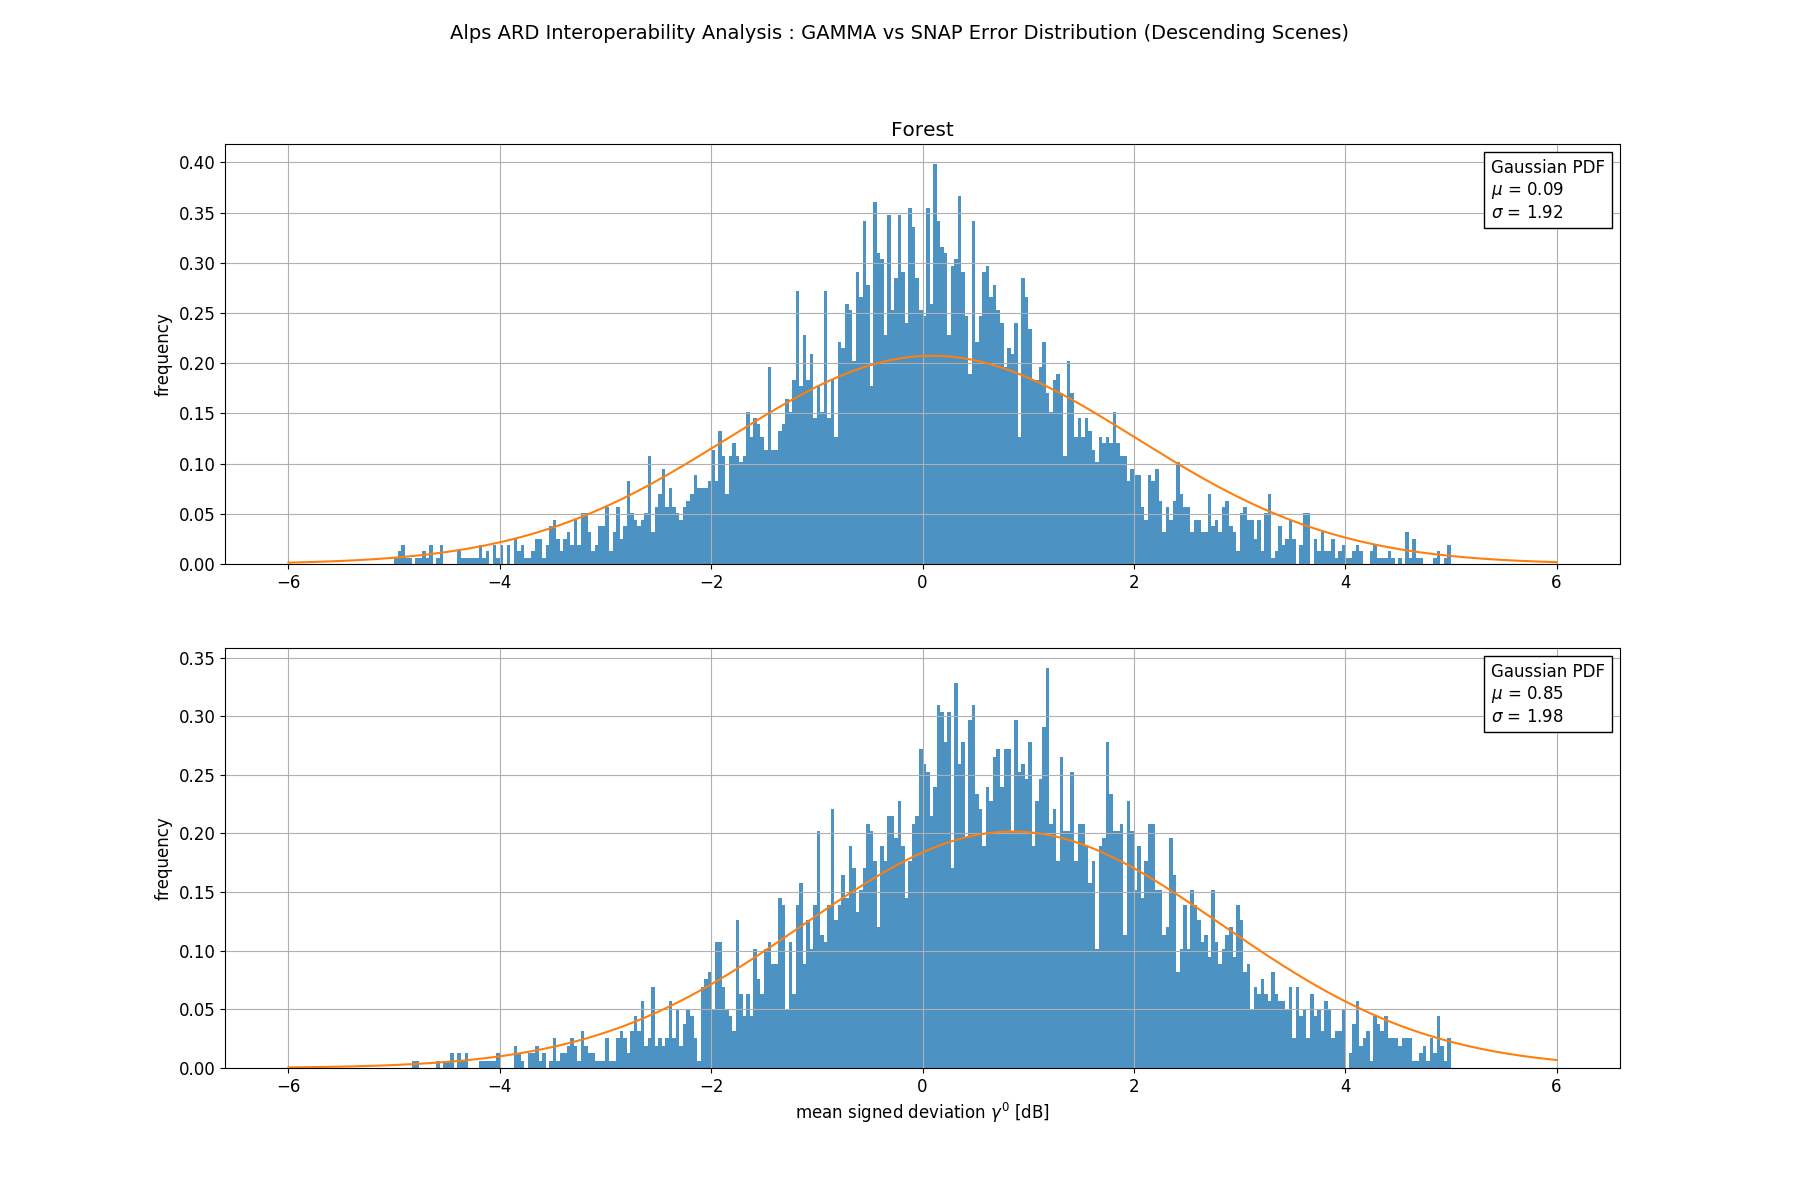 Alps ARD Interoperability Analysis : GAMMA vs SNAP Error Distribution (Descending Scenes)
Forest
Gaussian PDF
μ = 0.09
σ = 1.92
frequency
0.40
0.35
0.30
0.25
0.20
0.15
0.10
0.05
0.00
−6 −4 −2 0 2 4 6
Gaussian PDF
μ = 0.85
σ = 1.98
frequency
0.35
0.30
0.25
0.20
0.15
0.10
0.05
0.00
−6 −4 −2 0 2 4 6
mean signed deviation γ⁰ [dB]